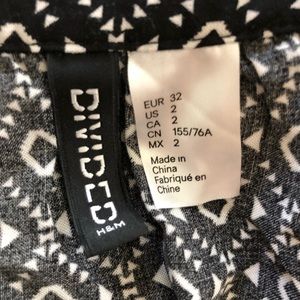 DIVIDED
H&M
EUR 32
US 2
CA 2
CN 155/76A
MX 2
Made in
China
Fabriqué en
Chine